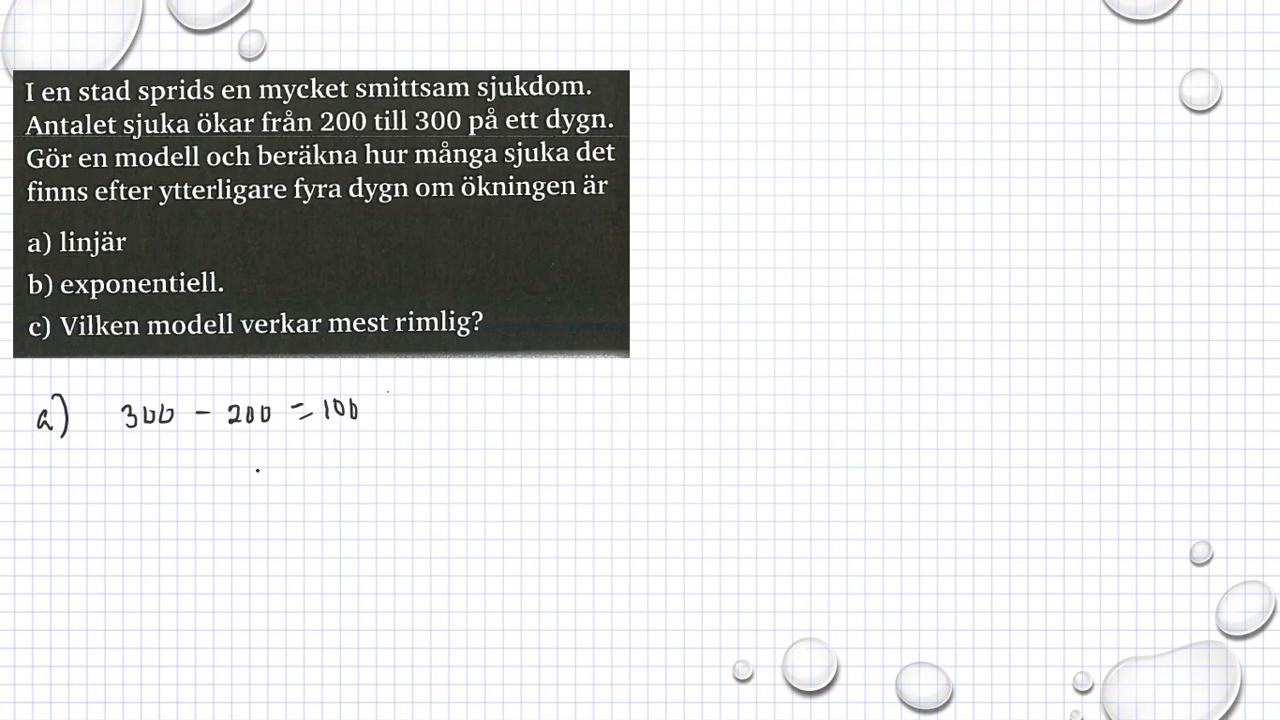 I en stad sprids en mycket smittsam sjukdom.
Antalet sjuka ökar från 200 till 300 på ett dygn.
Gör en modell och beräkna hur många sjuka det
finns efter ytterligare fyra dygn om ökningen är
a) linjär
b) exponentiell.
c) Vilken modell verkar mest rimlig?
a) 300 - 200 = 100